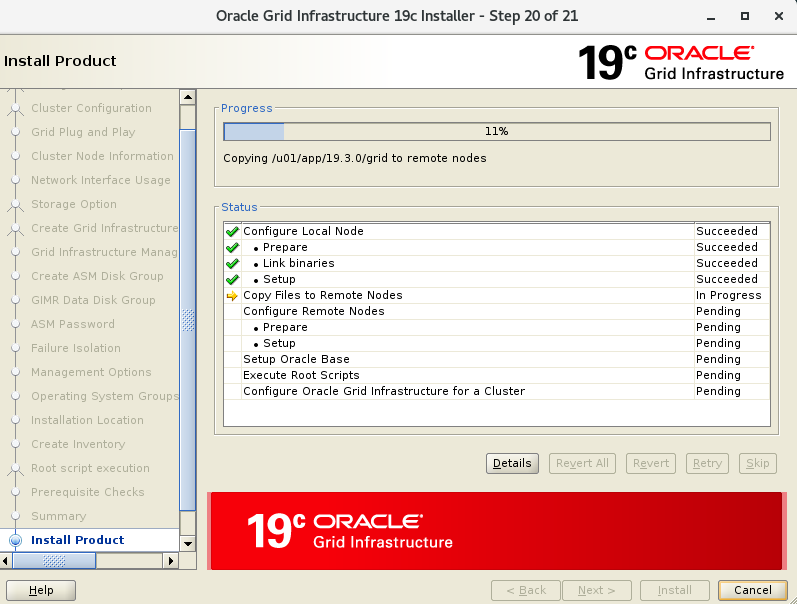 Oracle Grid Infrastructure 19c Installer - Step 20 of 21
Install Product
19c ORACLE
Grid Infrastructure
Cluster Configuration
Grid Plug and Play
Cluster Node Information
Network Interface Usage
Storage Option
Create Grid Infrastructure
Grid Infrastructure Manag
Create ASM Disk Group
GIMR Data Disk Group
ASM Password
Failure Isolation
Management Options
Operating System Groups
Installation Location
Create Inventory
Root script execution
Prerequisite Checks
Summary
Install Product
Progress
11%
Copying /u01/app/19.3.0/grid to remote nodes
Status
Configure Local Node Succeeded
• Prepare Succeeded
• Link binaries Succeeded
• Setup Succeeded
Copy Files to Remote Nodes In Progress
Configure Remote Nodes Pending
• Prepare Pending
• Setup Pending
Setup Oracle Base Pending
Execute Root Scripts Pending
Configure Oracle Grid Infrastructure for a Cluster Pending
Details Revert All Revert Retry Skip
19c ORACLE
Grid Infrastructure
Help < Back Next > Install Cancel